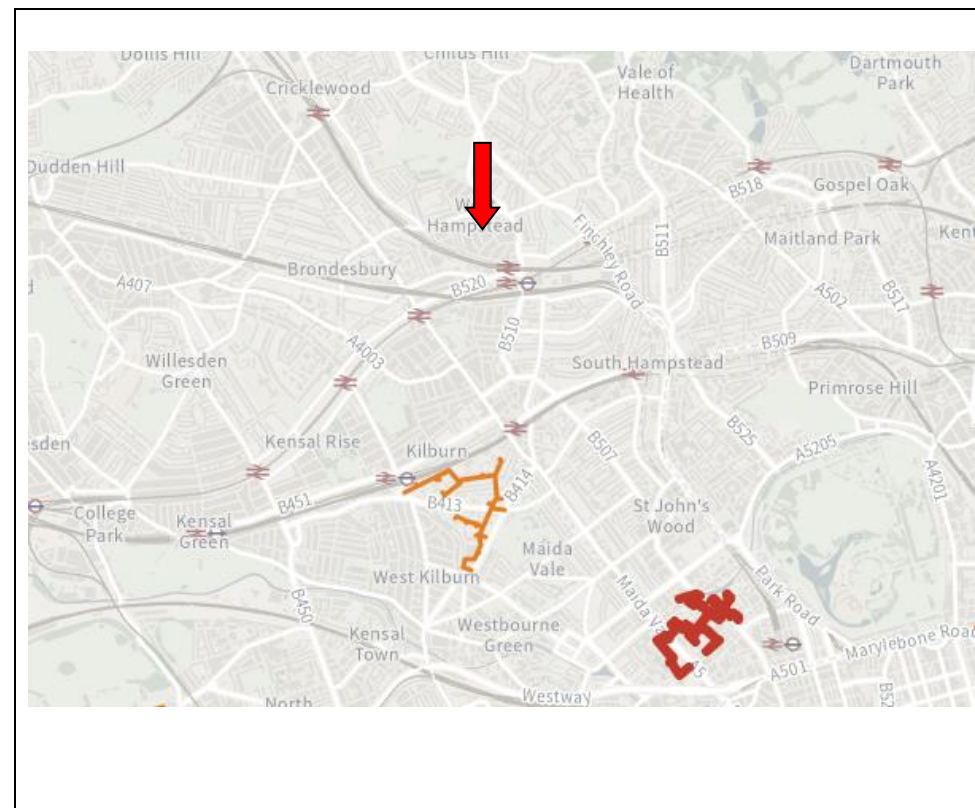 Dollis Hill
Childs Hill
Cricklewood
Vale of
Health
Dartmouth
Park
Dudden Hill
B518
Gospel Oak
Hampstead
Finchley Road
B511
Maitland Park
Brondesbury
A407
B520
A502
B517
B510
A4003
B509
Willesden
Green
South Hampstead
Primrose Hill
Kensal Rise
Kilburn
B507
B525
A5205
A4201
B451
B413
B414
College
Park
Kensal
Green
St John's
Wood
Maida
Vale
West Kilburn
Park Road
B450
Westbourne
Green
Kensal
Town
Marylebone Road
A501
Westway
North